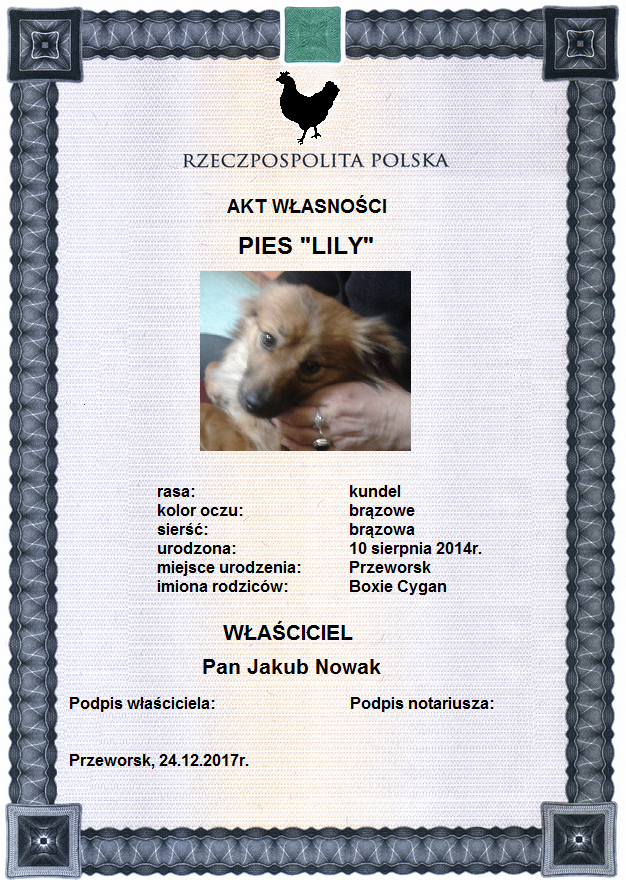 RZECZPOSPOLITA POLSKA
AKT WŁASNOŚCI
PIES "LILY"
rasa: kundel
kolor oczu: brązowe
sierść: brązowa
urodzona: 10 sierpnia 2014r.
miejsce urodzenia: Przeworsk
imiona rodziców: Boxie Cygan
WŁAŚCICIEL
Pan Jakub Nowak
Podpis właściciela: Podpis notariusza:
Przeworsk, 24.12.2017r.